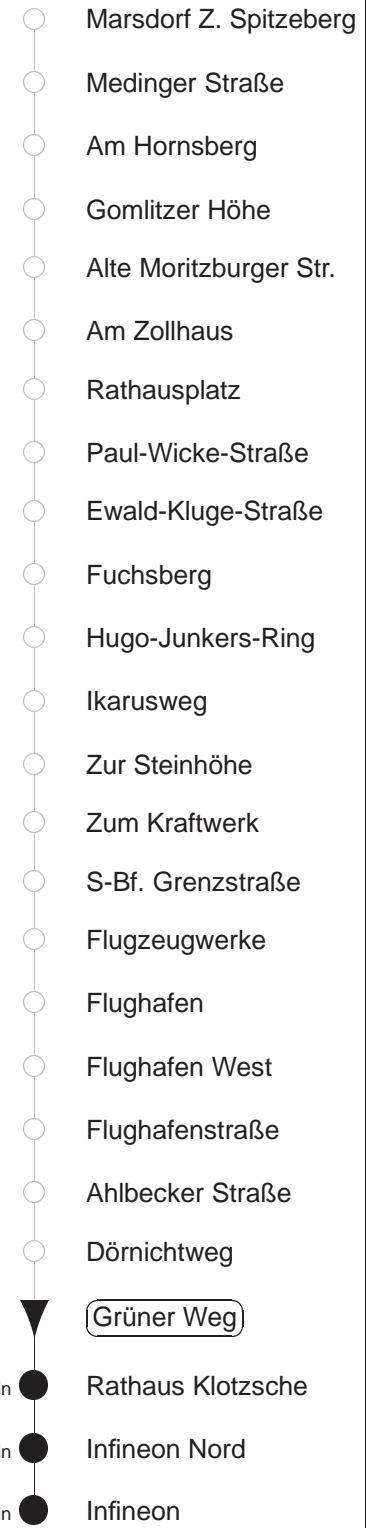 Marsdorf Z. Spitzeberg
Medinger Straße
Am Hornsberg
Gomlitzer Höhe
Alte Moritzburger Str.
Am Zollhaus
Rathausplatz
Paul-Wicke-Straße
Ewald-Kluge-Straße
Fuchsberg
Hugo-Junkers-Ring
Ikarusweg
Zur Steinhöhe
Zum Kraftwerk
S-Bf. Grenzstraße
Flugzeugwerke
Flughafen
Flughafen West
Flughafenstraße
Ahlbecker Straße
Dörnichtweg
Grüner Weg
Rathaus Klotzsche
Infineon Nord
Infineon